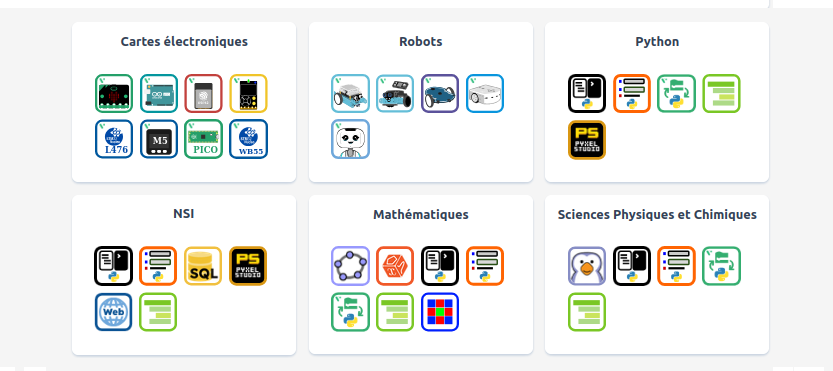 Cartes électroniques
Robots
Python
L476
M5
PICO
WB55
PS
PYXEL
STUDIO
NSI
Mathématiques
Sciences Physiques et Chimiques
SQL
PS
PYXEL
STUDIO
Web